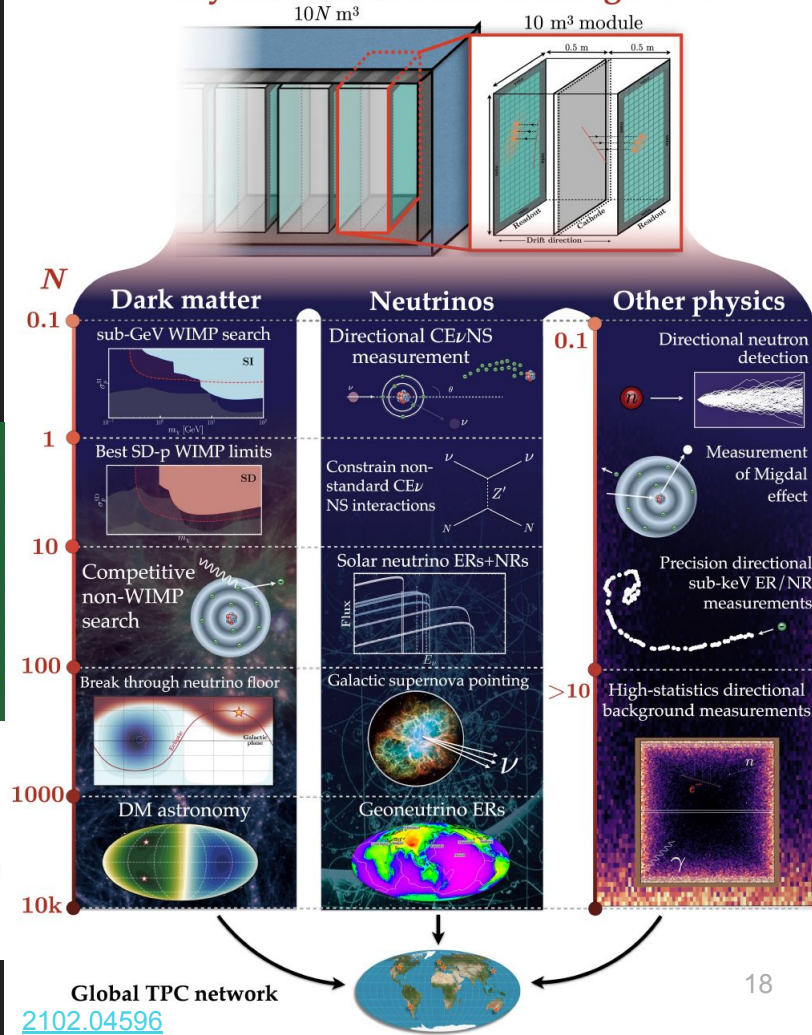 10N m³
10 m³ module
0.5 m
0.5 m
Readout
Cathode
Readout
Drift direction
N
Dark matter
Neutrinos
Other physics
0.1
sub-GeV WIMP search
SI
m_χ [GeV]
1
Best SD-p WIMP limits
SD
10
Competitive
non-WIMP
search
100
Break through neutrino floor
Ecliptic
Galactic
plane
1000
DM astronomy
10k
Directional CEνNS
measurement
ν
θ
ν
Constrain non-
standard CEν
NS interactions
ν
ν
Z′
N
N
Solar neutrino ERs+NRs
Flux
E_ν
Galactic supernova pointing
ν
Geoneutrino ERs
0.1
Directional neutron
detection
n
Measurement
of Migdal
effect
Precision directional
sub-keV ER/NR
measurements
>10
High-statistics directional
background measurements
n
e
γ
Global TPC network
2102.04596
18